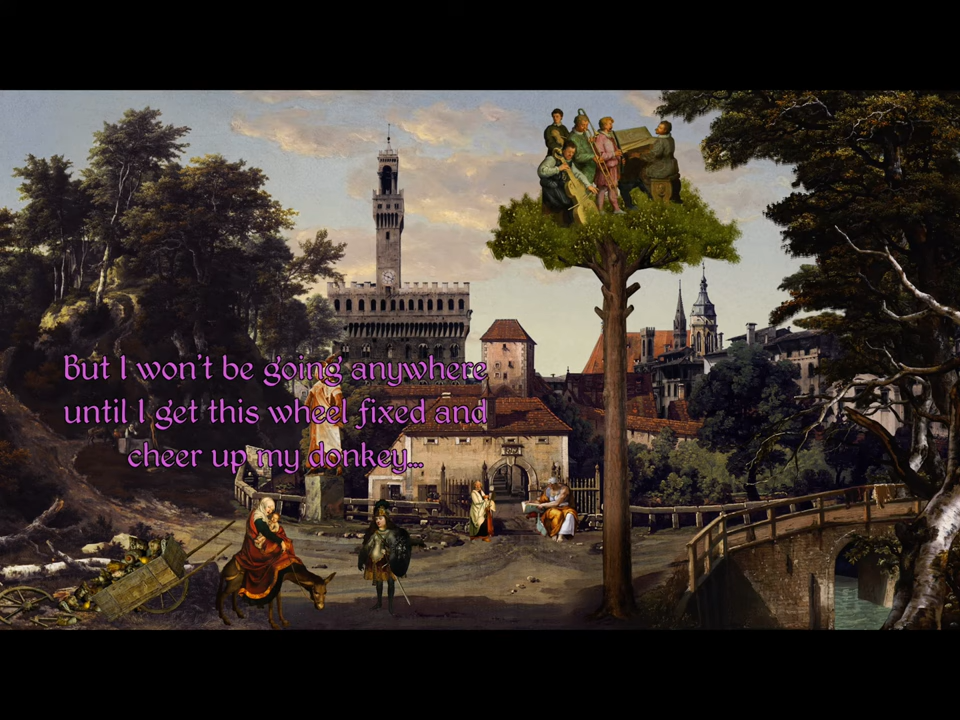 But I won't be going anywhere
until I get this wheel fixed and
cheer up my donkey...